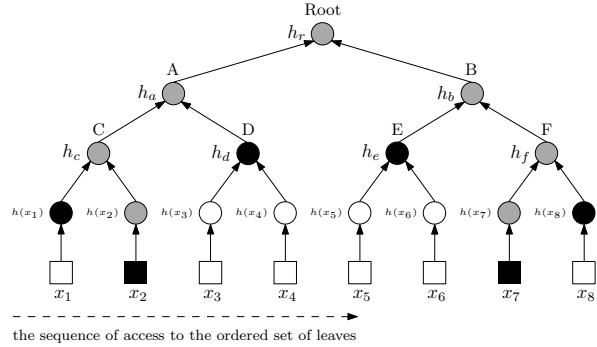 Root
h_r
A B
h_a h_b
C D E F
h_c h_d h_e h_f
h(x_1) h(x_2) h(x_3) h(x_4) h(x_5) h(x_6) h(x_7) h(x_8)
x_1 x_2 x_3 x_4 x_5 x_6 x_7 x_8
the sequence of access to the ordered set of leaves